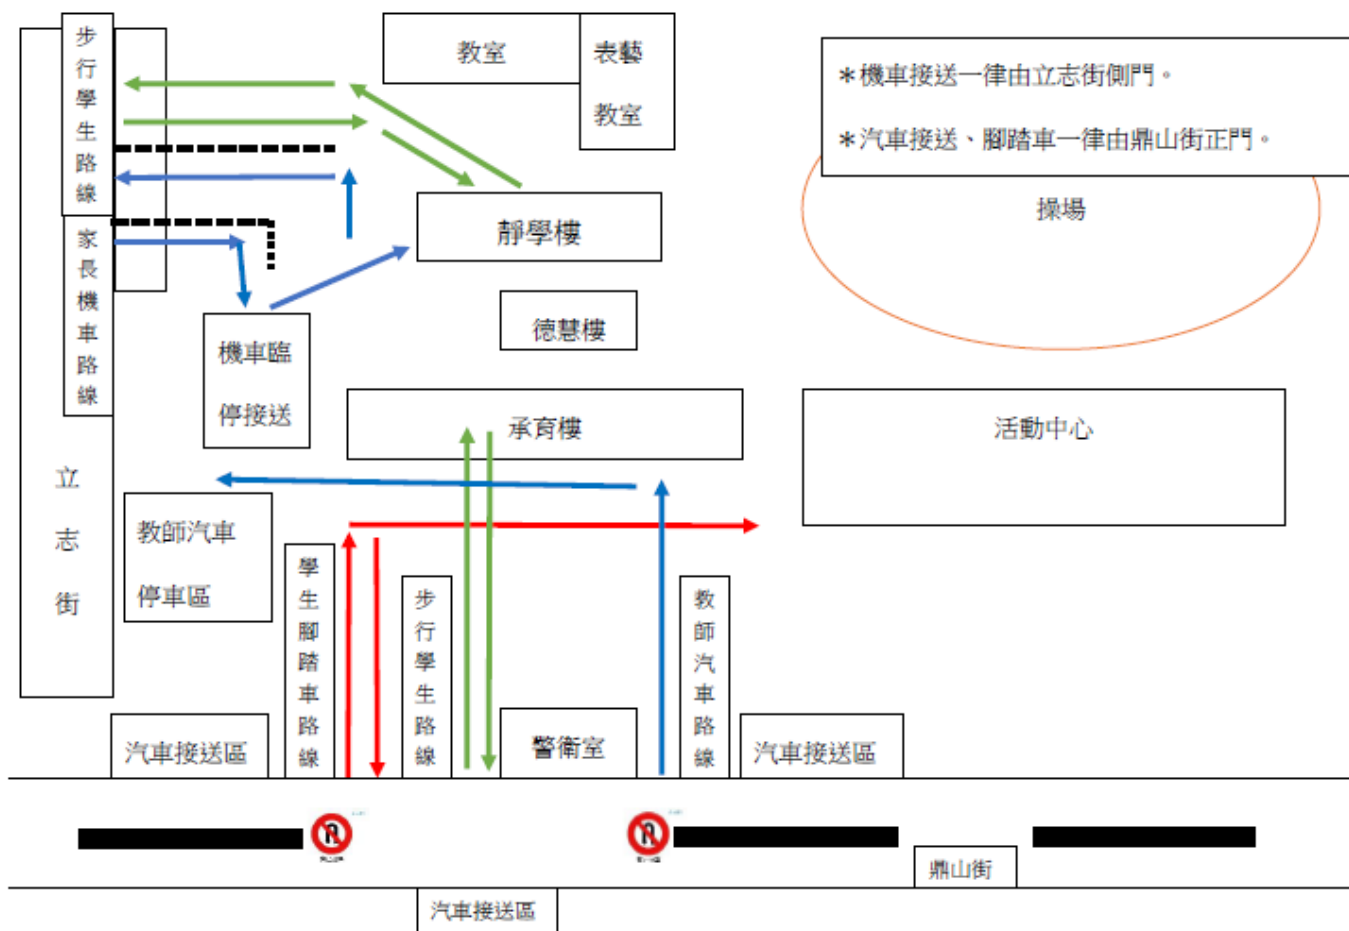 步行學生路線
教室
表藝
教室
＊機車接送一律由立志街側門。
＊汽車接送、腳踏車一律由鼎山街正門。
操場
靜學樓
家長機車路線
德慧樓
機車臨
停接送
承育樓
活動中心
立志街
教師汽車
停車區
學生腳踏車路線
步行學生路線
教師汽車路線
汽車接送區
警衛室
汽車接送區
鼎山街
汽車接送區